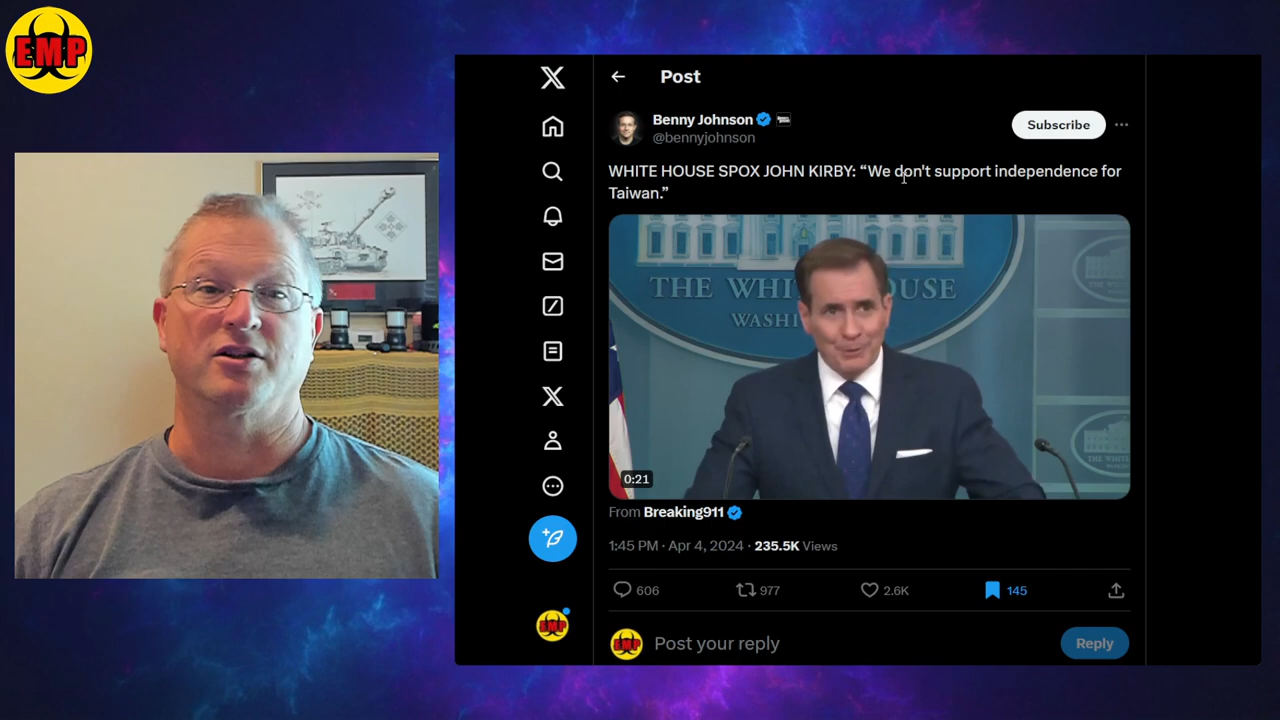 EMP
Post
Benny Johnson
@bennyjohnson
Subscribe
WHITE HOUSE SPOX JOHN KIRBY: “We don't support independence for
Taiwan.”
THE WHITE HOUSE
WASHI
0:21
From Breaking911
1:45 PM · Apr 4, 2024 · 235.5K Views
606
977
2.6K
145
EMP
EMP
Post your reply
Reply